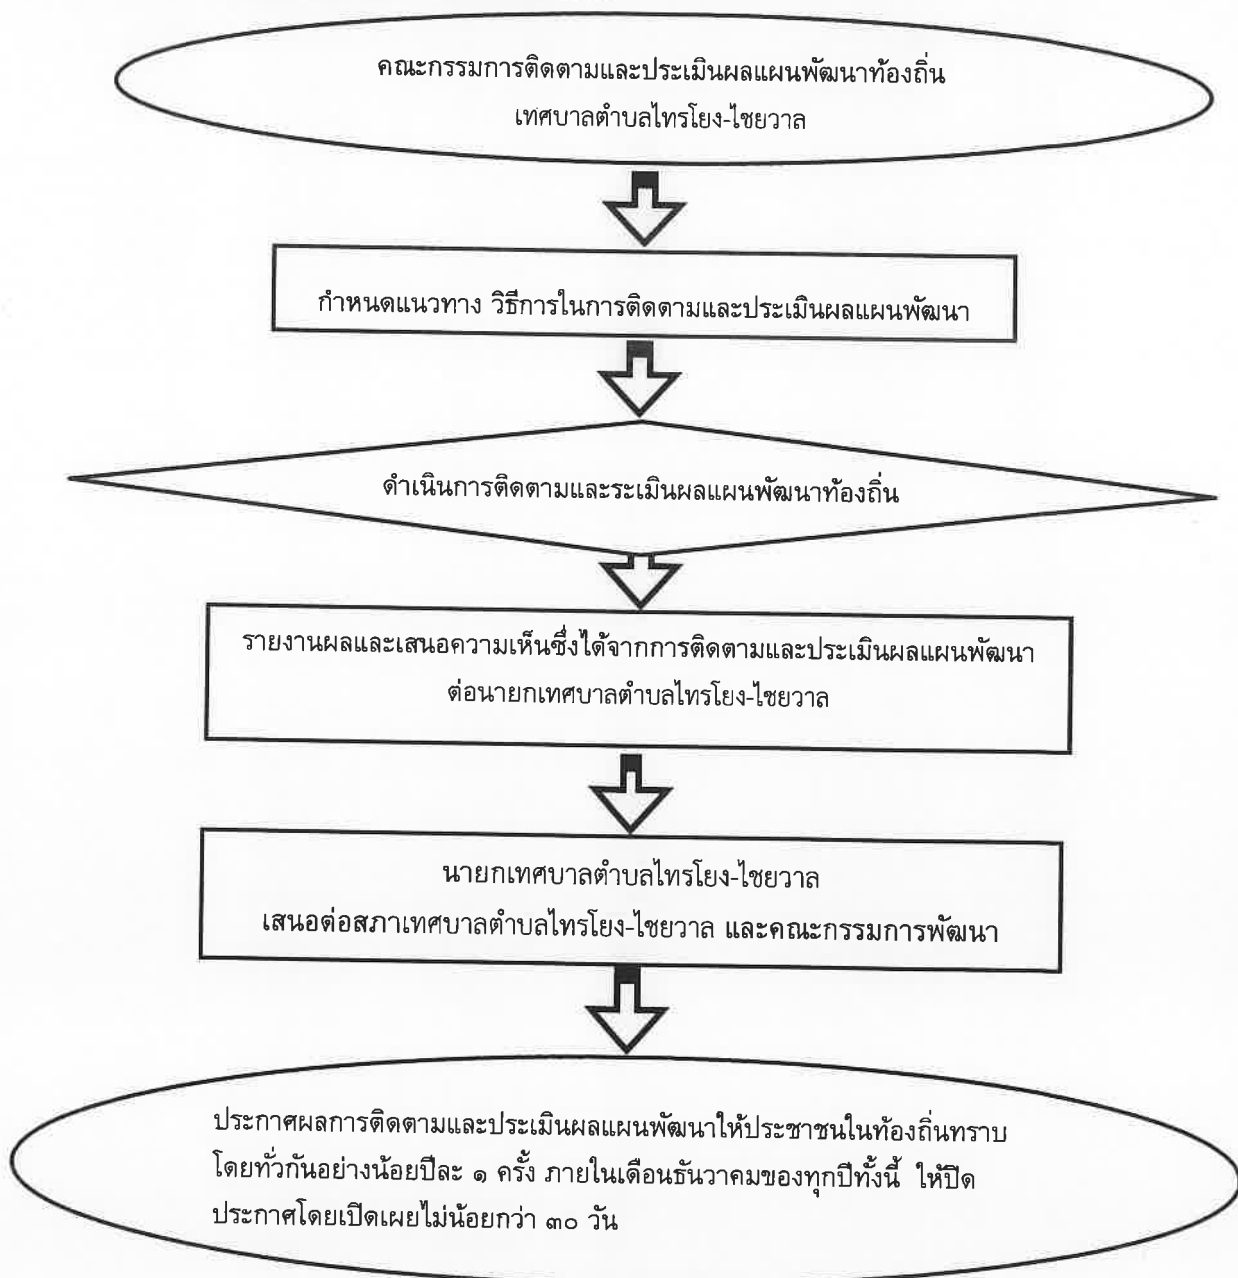 คณะกรรมการติดตามและประเมินผลแผนพัฒนาท้องถิ่น
เทศบาลตำบลไทรโยง-ไชยวาล
กำหนดแนวทาง วิธีการในการติดตามและประเมินผลแผนพัฒนา
ดำเนินการติดตามและระเมินผลแผนพัฒนาท้องถิ่น
รายงานผลและเสนอความเห็นซึ่งได้จากการติดตามและประเมินผลแผนพัฒนา
ต่อนายกเทศบาลตำบลไทรโยง-ไชยวาล
นายกเทศบาลตำบลไทรโยง-ไชยวาล
เสนอต่อสภาเทศบาลตำบลไทรโยง-ไชยวาล และคณะกรรมการพัฒนา
ประกาศผลการติดตามและประเมินผลแผนพัฒนาให้ประชาชนในท้องถิ่นทราบ
โดยทั่วกันอย่างน้อยปีละ ๑ ครั้ง ภายในเดือนธันวาคมของทุกปีทั้งนี้ ให้ปิด
ประกาศโดยเปิดเผยไม่น้อยกว่า ๓๐ วัน